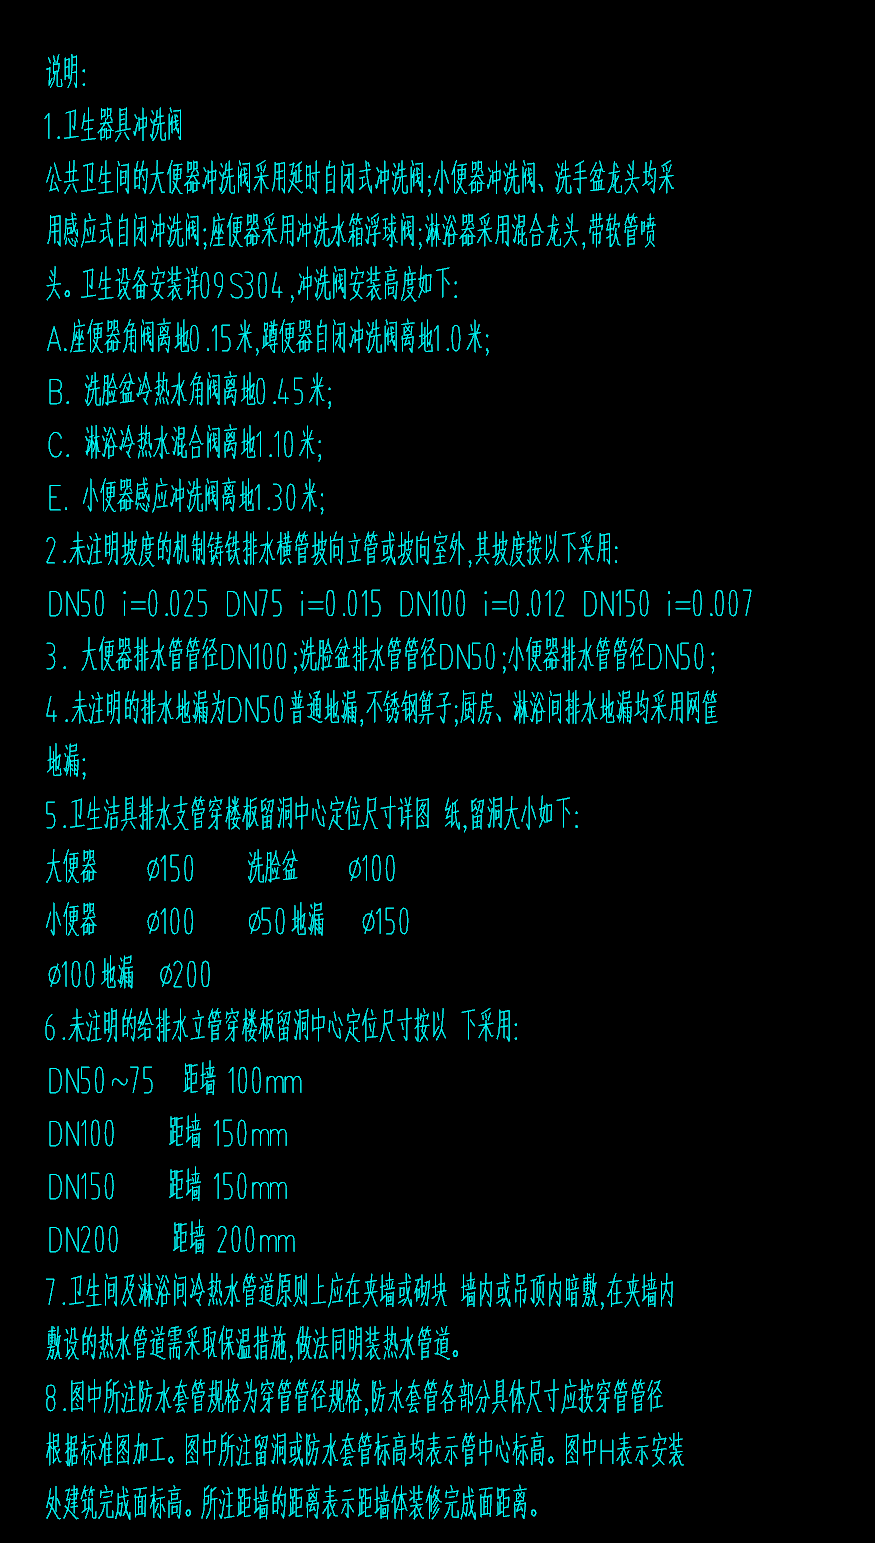 说明:
1.卫生器具冲洗阀
公共卫生间的大便器冲洗阀采用延时自闭式冲洗阀;小便器冲洗阀、洗手盆龙头均采
用感应式自闭冲洗阀;座便器采用冲洗水箱浮球阀;淋浴器采用混合龙头,带软管喷
头。卫生设备安装详09S304,冲洗阀安装高度如下:
A.座便器角阀离地0.15米,蹲便器自闭冲洗阀离地1.0米;
B. 洗脸盆冷热水角阀离地0.45米;
C. 淋浴冷热水混合阀离地1.10米;
E. 小便器感应冲洗阀离地1.30米;
2.未注明坡度的机制铸铁排水横管坡向立管或坡向室外,其坡度按以下采用:
DN50 i=0.025 DN75 i=0.015 DN100 i=0.012 DN150 i=0.007
3. 大便器排水管管径DN100;洗脸盆排水管管径DN50;小便器排水管管径DN50;
4.未注明的排水地漏为DN50普通地漏,不锈钢箅子;厨房、淋浴间排水地漏均采用网筐
地漏;
5.卫生洁具排水支管穿楼板留洞中心定位尺寸详图 纸,留洞大小如下:
大便器 ø150 洗脸盆 ø100
小便器 ø100 ø50地漏 ø150
ø100地漏 ø200
6.未注明的给排水立管穿楼板留洞中心定位尺寸按以 下采用:
DN50~75 距墙 100mm
DN100 距墙 150mm
DN150 距墙 150mm
DN200 距墙 200mm
7.卫生间及淋浴间冷热水管道原则上应在夹墙或砌块 墙内或吊顶内暗敷,在夹墙内
敷设的热水管道需采取保温措施,做法同明装热水管道。
8.图中所注防水套管规格为穿管管径规格,防水套管各部分具体尺寸应按穿管管径
根据标准图加工。图中所注留洞或防水套管标高均表示管中心标高。图中H表示安装
处建筑完成面标高。所注距墙的距离表示距墙体装修完成面距离。